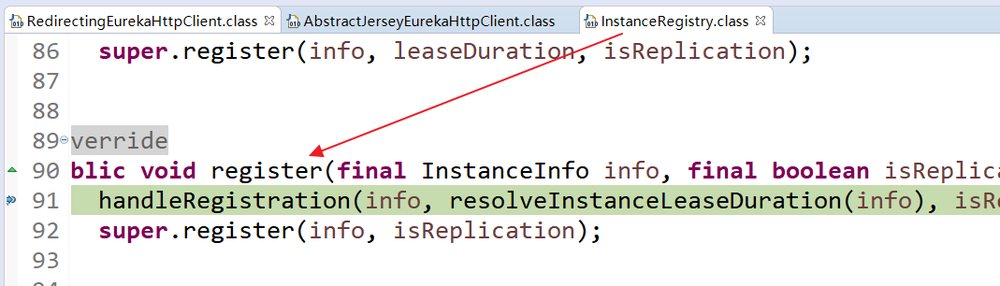 RedirectingEurekaHttpClient.class AbstractJerseyEurekaHttpClient.class InstanceRegistry.class
86 super.register(info, leaseDuration, isReplication);
87
88
89 verride
90 blic void register(final InstanceInfo info, final boolean isReplica
91 handleRegistration(info, resolveInstanceLeaseDuration(info), isRe
92 super.register(info, isReplication);
93